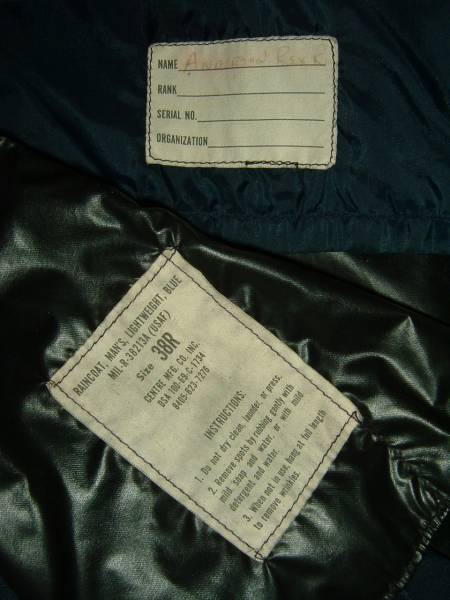 NAME Anderson Rex R
RANK
SERIAL NO.
ORGANIZATION
RAINCOAT, MAN'S, LIGHTWEIGHT, BLUE
MIL-R-38213A (USAF)
Size 38R
CENTRE MFG. CO. INC.
DSA 100-69-C-1734
8405-823-7276
INSTRUCTIONS:
1. Do not dry clean, launder, or press.
2. Remove spots by rubbing gently with
mild soap and water, or with mild
detergent and water.
3. When not in use, hang at full length
to remove wrinkles.